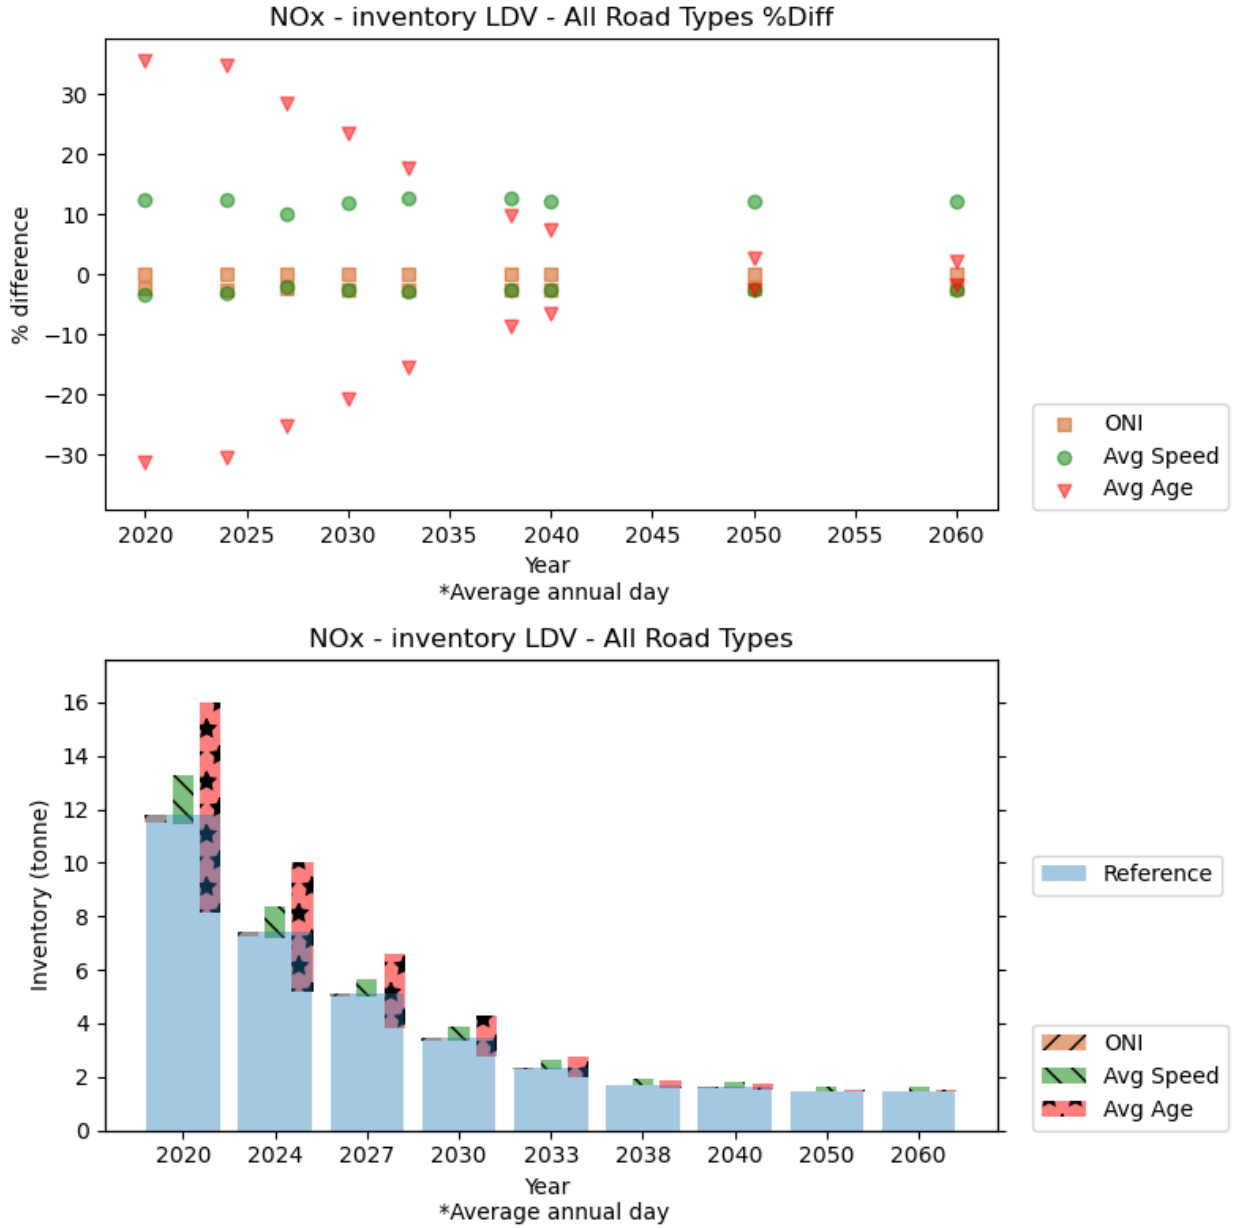 NOx - inventory LDV - All Road Types %Diff
% difference
30
20
10
0
−10
−20
−30
2020 2025 2030 2035 2040 2045 2050 2055 2060
Year
*Average annual day
ONI
Avg Speed
Avg Age
NOx - inventory LDV - All Road Types
Inventory (tonne)
16
14
12
10
8
6
4
2
0
2020 2024 2027 2030 2033 2038 2040 2050 2060
Year
*Average annual day
Reference
ONI
Avg Speed
Avg Age